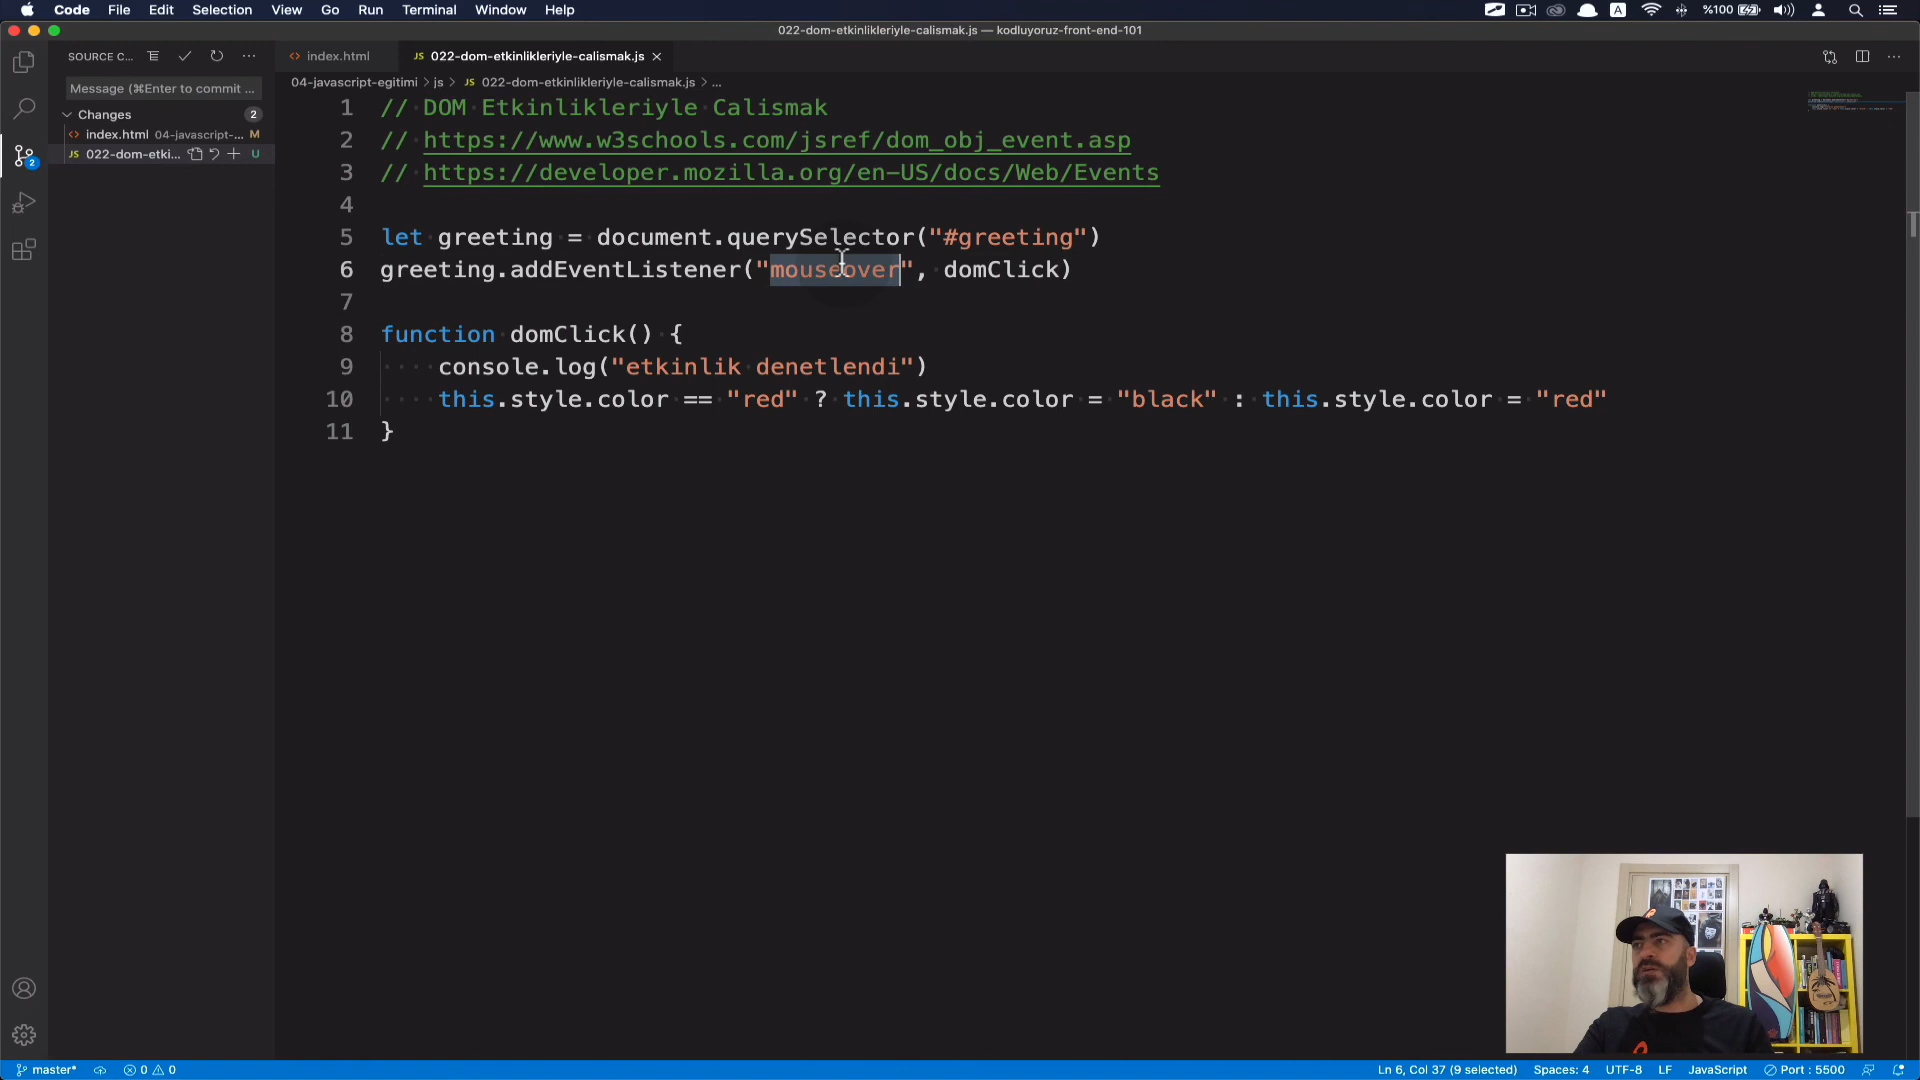 Code File Edit Selection View Go Run Terminal Window Help
A %100
022-dom-etkinlikleriyle-calismak.js — kodluyoruz-front-end-101
SOURCE C...
Message (⌘Enter to commit ...
Changes 2
index.html 04-javascript-... M
JS 022-dom-etki... U
2
index.html
JS 022-dom-etkinlikleriyle-calismak.js
04-javascript-egitimi > js > JS 022-dom-etkinlikleriyle-calismak.js > ...
1 // DOM Etkinlikleriyle Calismak
2 // https://www.w3schools.com/jsref/dom_obj_event.asp
3 // https://developer.mozilla.org/en-US/docs/Web/Events
4
5 let greeting = document.querySelector("#greeting")
6 greeting.addEventListener("mouseover", domClick)
7
8 function domClick() {
9 console.log("etkinlik denetlendi")
10 this.style.color == "red" ? this.style.color = "black" : this.style.color = "red"
11 }
master* 0 0 Ln 6, Col 37 (9 selected) Spaces: 4 UTF-8 LF JavaScript Port : 5500